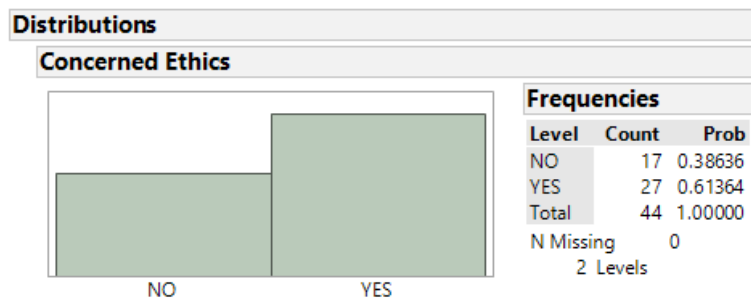 Distributions
Concerned Ethics
NO YES
Frequencies
Level Count Prob
NO 17 0.38636
YES 27 0.61364
Total 44 1.00000
N Missing 0
2 Levels